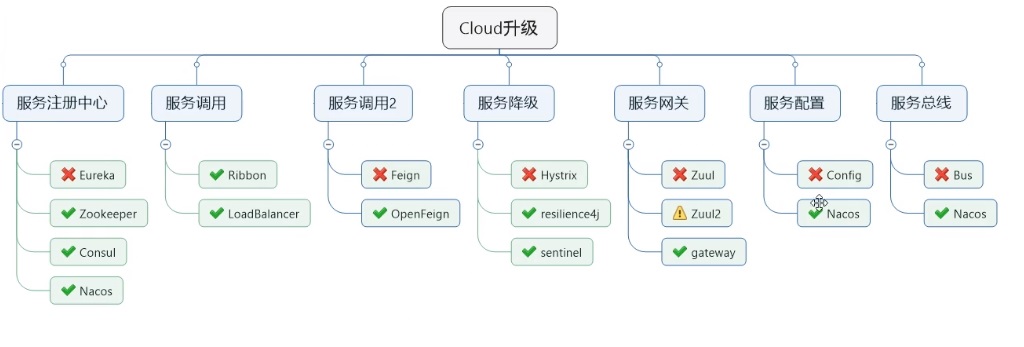 Cloud升级
服务注册中心
服务调用
服务调用2
服务降级
服务网关
服务配置
服务总线
Eureka
Zookeeper
Consul
Nacos
Ribbon
LoadBalancer
Feign
OpenFeign
Hystrix
resilience4j
sentinel
Zuul
Zuul2
gateway
Config
Nacos
Bus
Nacos